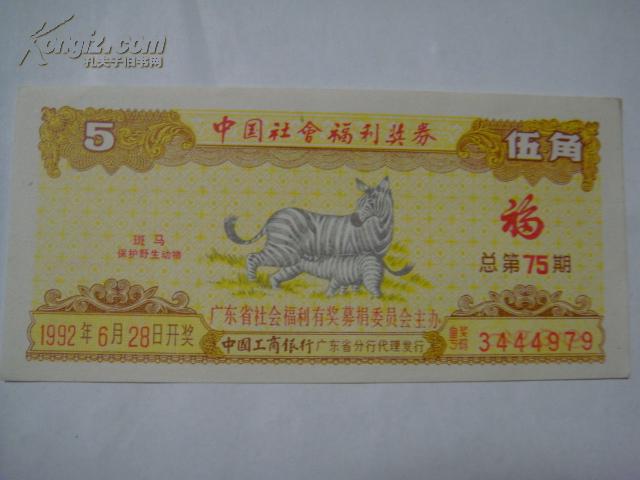 Kongfz.com
孔夫子旧书网
5
中国社會福利奖券
伍角
斑马
保护野生动物
福
总第75期
广东省社会福利有奖募捐委员会主办
1992年6月28日开奖
中国工商银行广东省分行代理发行
3444979